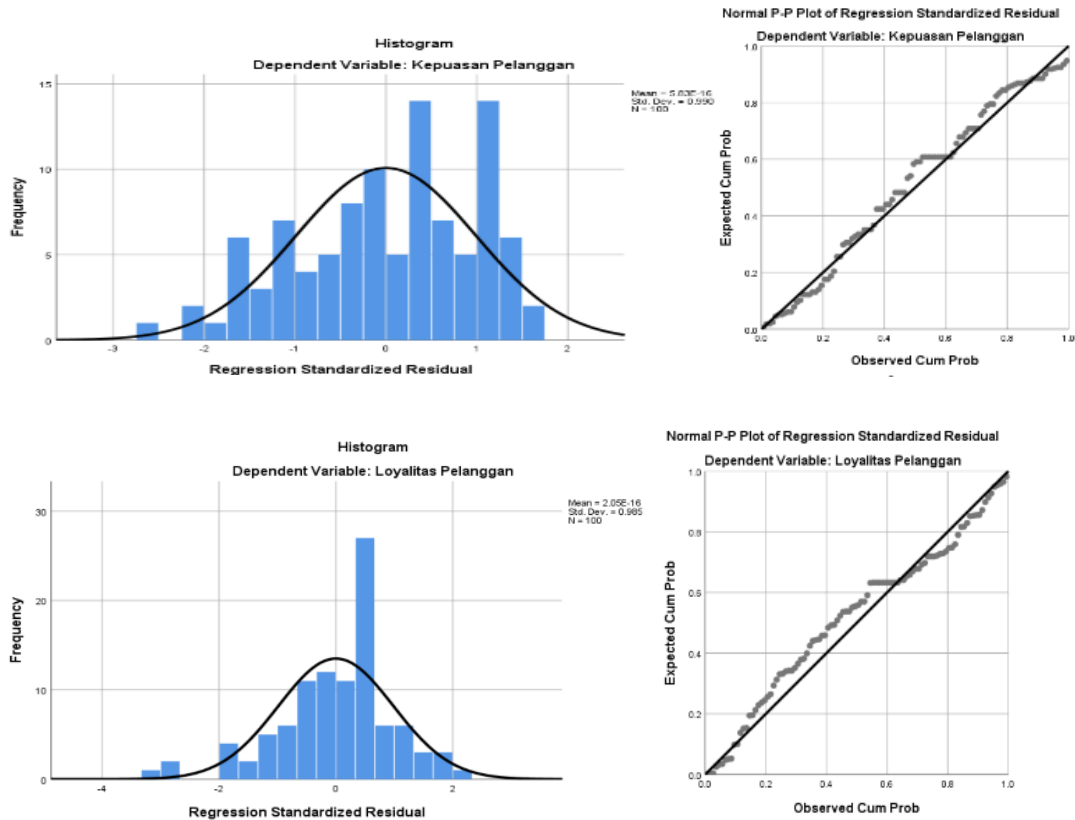 Histogram
Dependent Variable: Kepuasan Pelanggan
Mean = 5.83E-16
Std. Dev. = 0.990
N = 100
15
10
5
0
Frequency
-3
-2
-1
0
1
2
Regression Standardized Residual
Normal P-P Plot of Regression Standardized Residual
Dependent Variable: Kepuasan Pelanggan
1.0
0.8
0.6
0.4
0.2
0.0
Expected Cum Prob
0.0
0.2
0.4
0.6
0.8
1.0
Observed Cum Prob
Histogram
Dependent Variable: Loyalitas Pelanggan
Mean = 2.05E-16
Std. Dev. = 0.985
N = 100
30
20
10
0
Frequency
-4
-2
0
2
Regression Standardized Residual
Normal P-P Plot of Regression Standardized Residual
Dependent Variable: Loyalitas Pelanggan
1.0
0.8
0.6
0.4
0.2
0.0
Expected Cum Prob
0.0
0.2
0.4
0.6
0.8
1.0
Observed Cum Prob